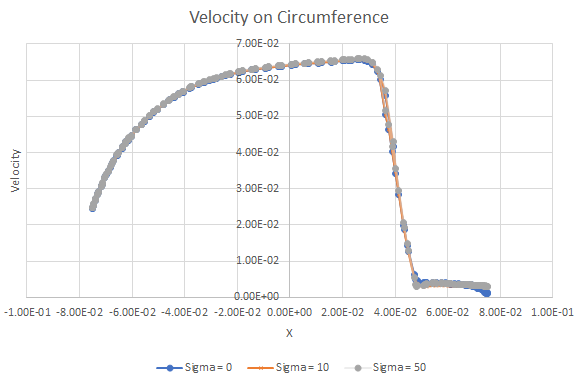 Velocity on Circumference
7.00E-02
6.00E-02
5.00E-02
4.00E-02
3.00E-02
2.00E-02
1.00E-02
0.00E+00
Velocity
-1.00E-01 -8.00E-02 -6.00E-02 -4.00E-02 -2.00E-02 0.00E+00 2.00E-02 4.00E-02 6.00E-02 8.00E-02 1.00E-01
X
Sigma = 0 Sigma = 10 Sigma = 50